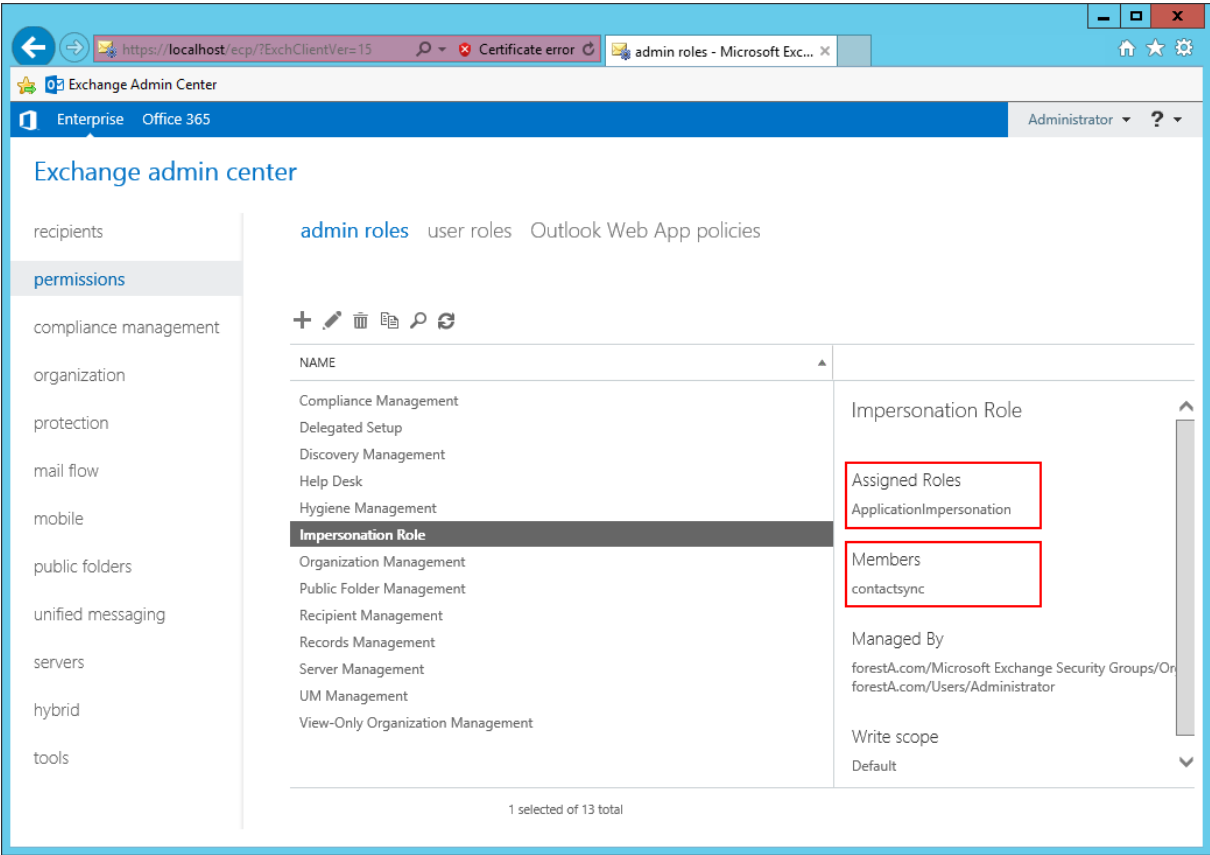 https://localhost/ecp/?ExchClientVer=15
Certificate error
admin roles - Microsoft Exc...
Exchange Admin Center
Enterprise Office 365
Administrator ?
Exchange admin center
recipients
permissions
compliance management
organization
protection
mail flow
mobile
public folders
unified messaging
servers
hybrid
tools
admin roles user roles Outlook Web App policies
NAME
Compliance Management
Delegated Setup
Discovery Management
Help Desk
Hygiene Management
Impersonation Role
Organization Management
Public Folder Management
Recipient Management
Records Management
Server Management
UM Management
View-Only Organization Management
1 selected of 13 total
Impersonation Role
Assigned Roles
ApplicationImpersonation
Members
contactsync
Managed By
forestA.com/Microsoft Exchange Security Groups/Or
forestA.com/Users/Administrator
Write scope
Default